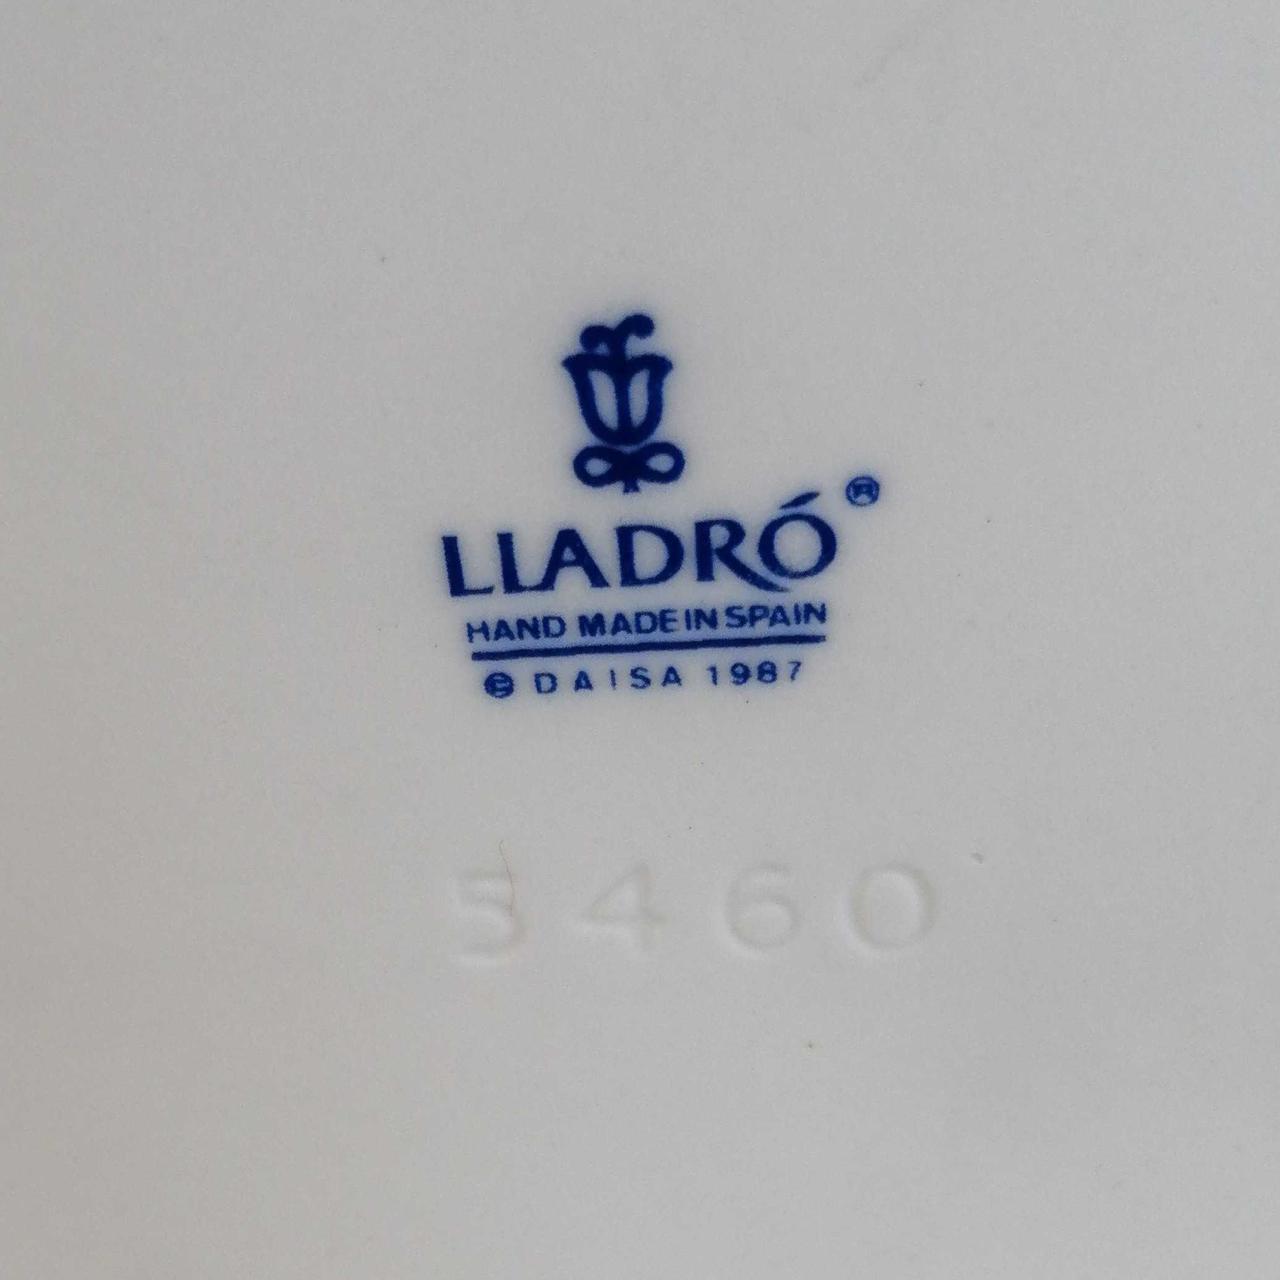 LLADRÓ ®
HAND MADE IN SPAIN
© DAISA 1987
5460